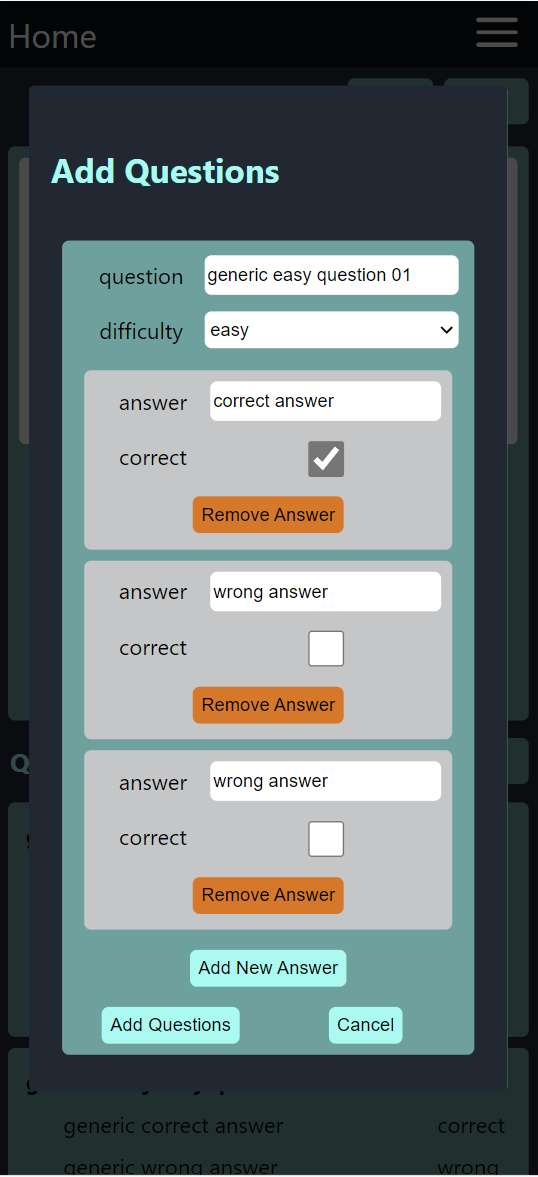 Home
Add Questions
question generic easy question 01
difficulty easy
answer correct answer
correct
Remove Answer
answer wrong answer
correct
Remove Answer
answer wrong answer
correct
Remove Answer
Add New Answer
Add Questions Cancel
generic correct answer correct
generic wrong answer wrong